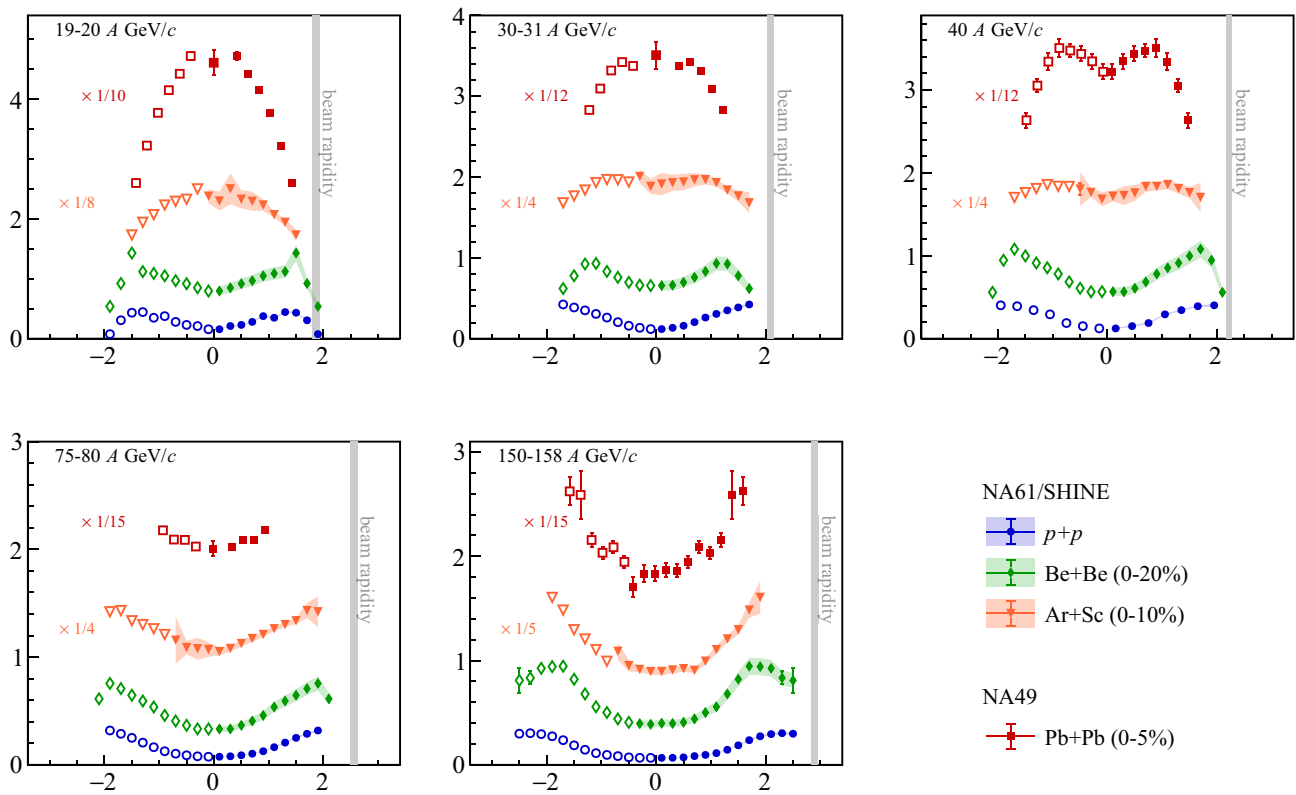 19-20 A GeV/c
× 1/10
× 1/8
beam rapidity
4
2
0
−2
0
2
30-31 A GeV/c
× 1/12
× 1/4
beam rapidity
4
3
2
1
0
−2
0
2
40 A GeV/c
× 1/12
× 1/4
beam rapidity
3
2
1
0
−2
0
2
75-80 A GeV/c
× 1/15
× 1/4
beam rapidity
3
2
1
0
−2
0
2
150-158 A GeV/c
× 1/15
× 1/5
beam rapidity
3
2
1
0
−2
0
2
NA61/SHINE
p+p
Be+Be (0-20%)
Ar+Sc (0-10%)
NA49
Pb+Pb (0-5%)